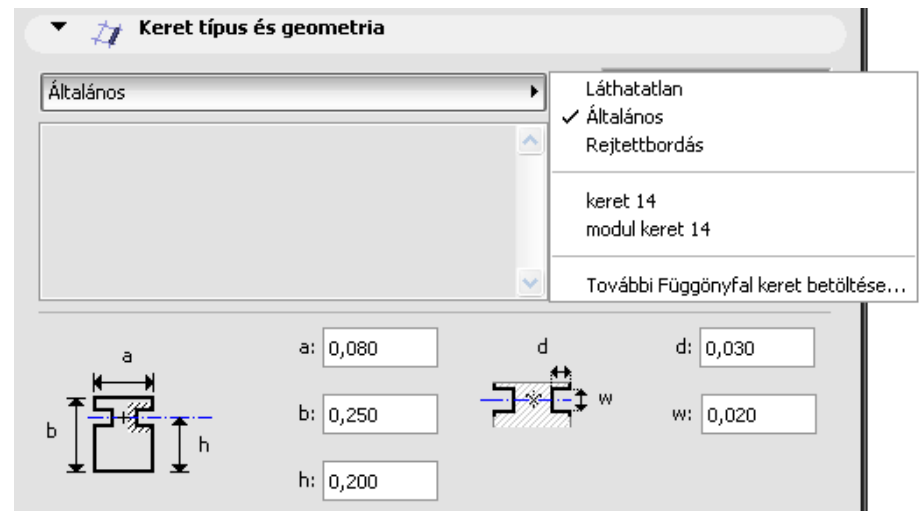 Keret típus és geometria
Általános
Láthatatlan
Általános
Rejtettbordás
keret 14
modul keret 14
További Függönyfal keret betöltése...
a
b
h
a: 0,080
b: 0,250
h: 0,200
d
w
d: 0,030
w: 0,020